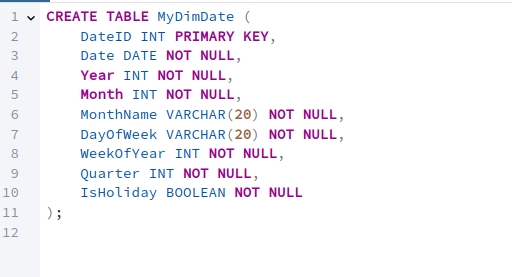 1 CREATE TABLE MyDimDate (
2 DateID INT PRIMARY KEY,
3 Date DATE NOT NULL,
4 Year INT NOT NULL,
5 Month INT NOT NULL,
6 MonthName VARCHAR(20) NOT NULL,
7 DayOfWeek VARCHAR(20) NOT NULL,
8 WeekOfYear INT NOT NULL,
9 Quarter INT NOT NULL,
10 IsHoliday BOOLEAN NOT NULL
11 );
12